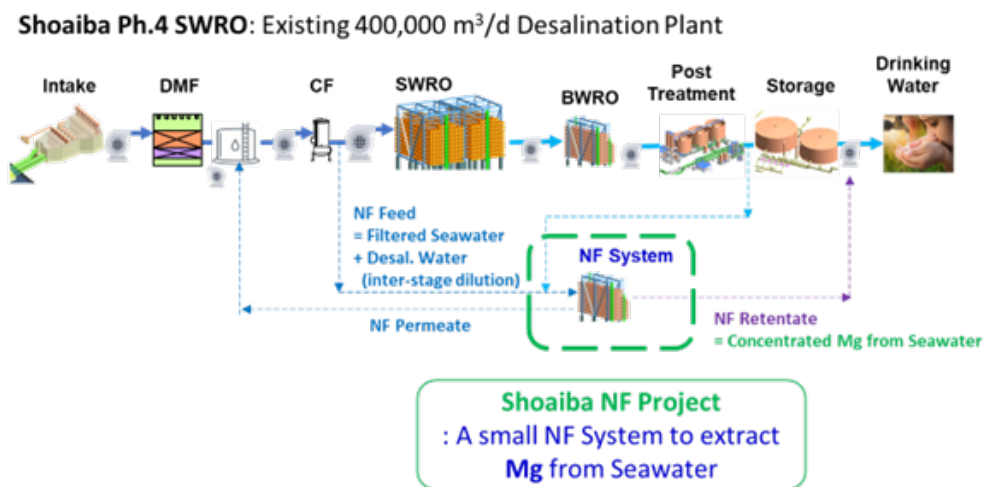 Shoaiba Ph.4 SWRO: Existing 400,000 m³/d Desalination Plant
Intake
DMF
CF
SWRO
BWRO
Post
Treatment
Storage
Drinking
Water
NF Feed
= Filtered Seawater
+ Desal. Water
(inter-stage dilution)
NF System
NF Permeate
NF Retentate
= Concentrated Mg from Seawater
Shoaiba NF Project
: A small NF System to extract
Mg from Seawater